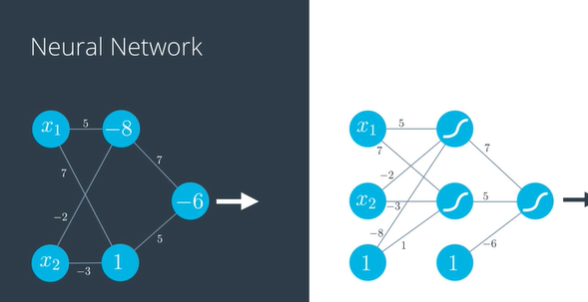 Neural Network
x₁ 5 −8
7 7
−6
−2 5
x₂ −3 1
x₁ 5
7 7
−2
x₂ −3 5
−8
1 −6
1 1